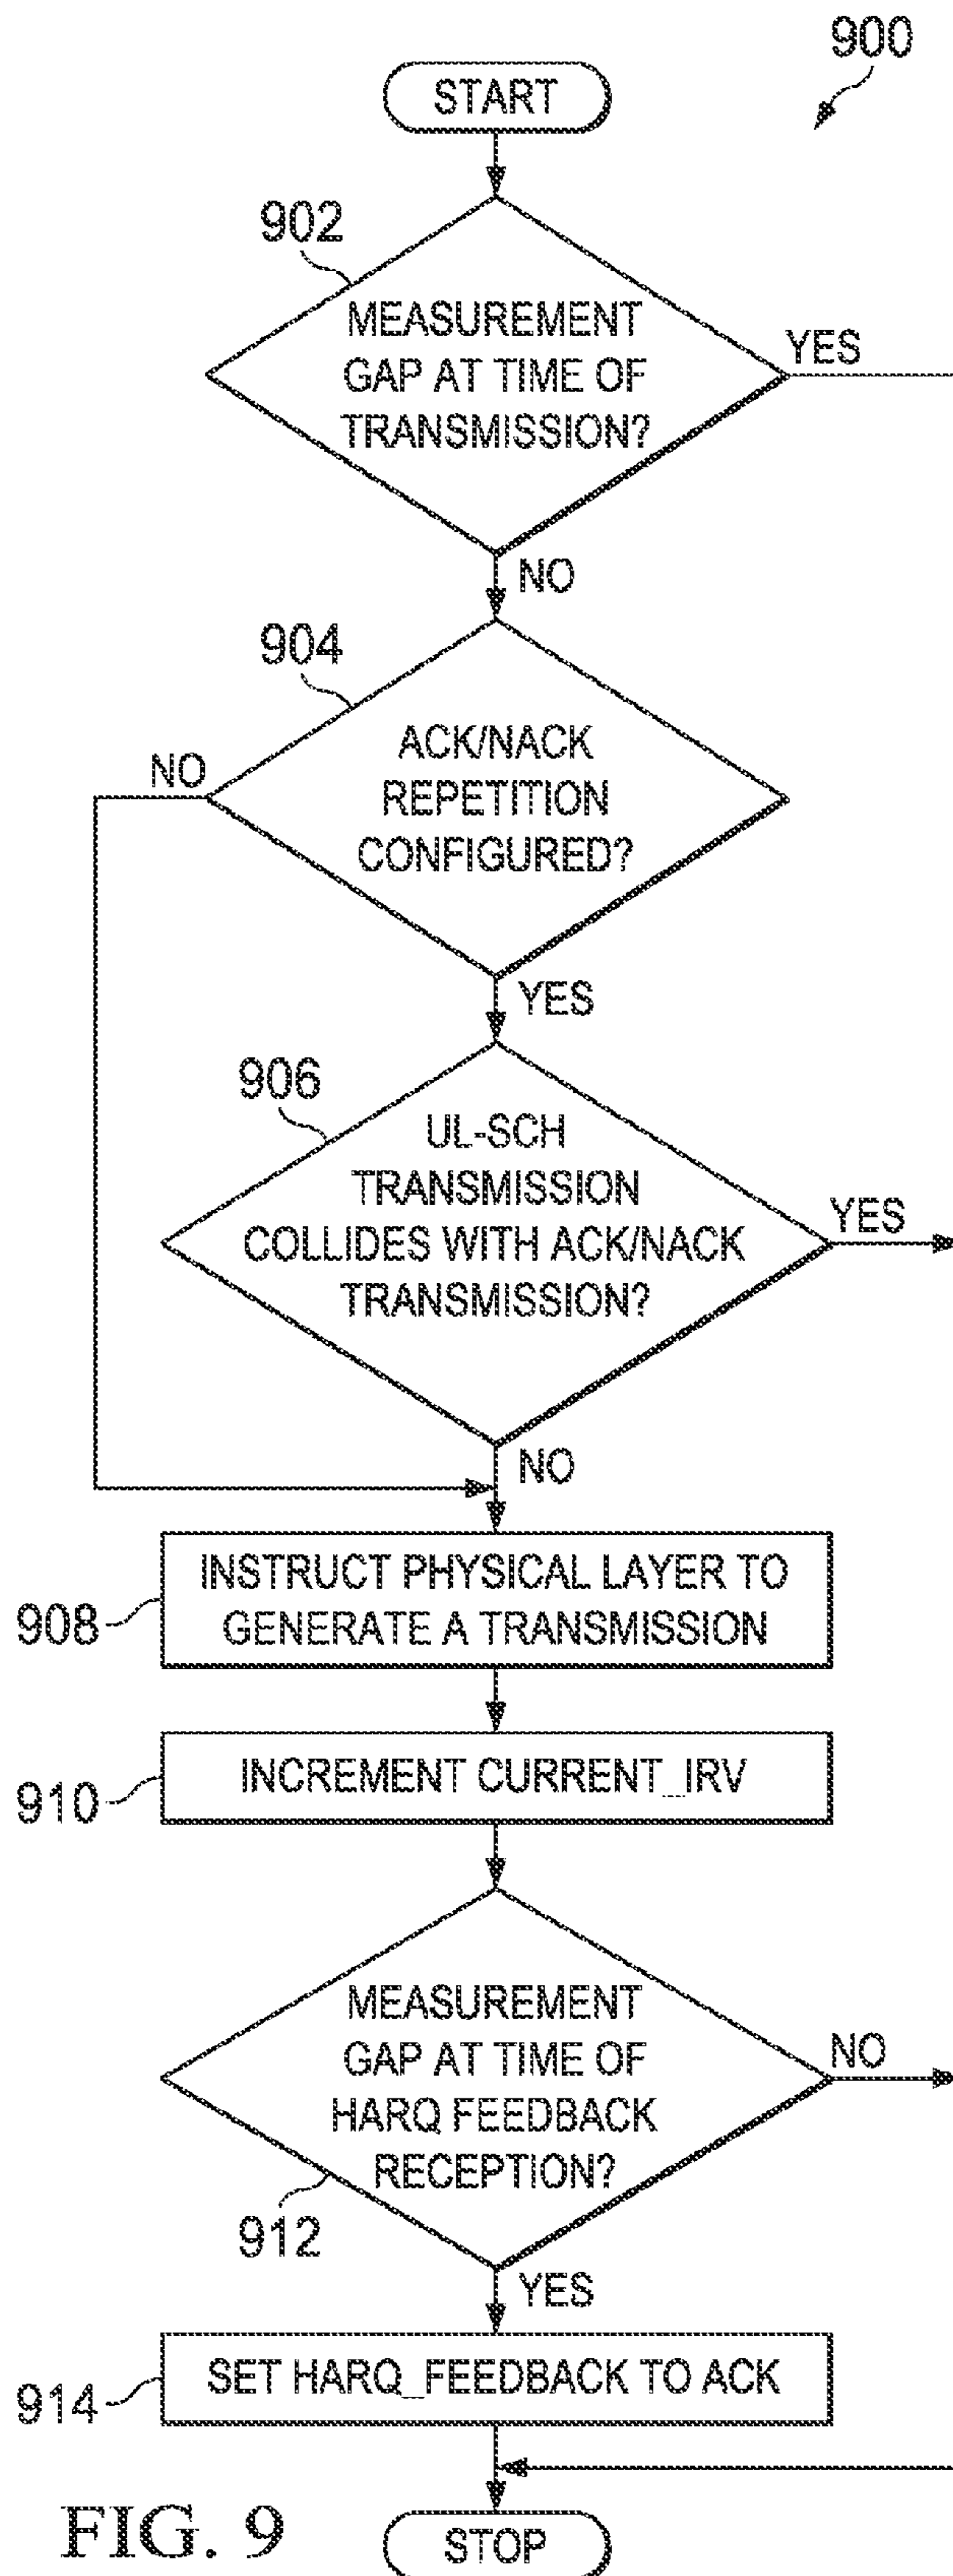 900
START
902
MEASUREMENT
GAP AT TIME OF
TRANSMISSION?
YES
NO
904
ACK/NACK
REPETITION
CONFIGURED?
NO
YES
906
UL-SCH
TRANSMISSION
COLLIDES WITH ACK/NACK
TRANSMISSION?
YES
NO
INSTRUCT PHYSICAL LAYER TO
GENERATE A TRANSMISSION
908
INCREMENT CURRENT_IRV
910
MEASUREMENT
GAP AT TIME OF
HARQ FEEDBACK
RECEPTION?
NO
912
YES
SET HARQ_FEEDBACK TO ACK
914
FIG. 9
STOP